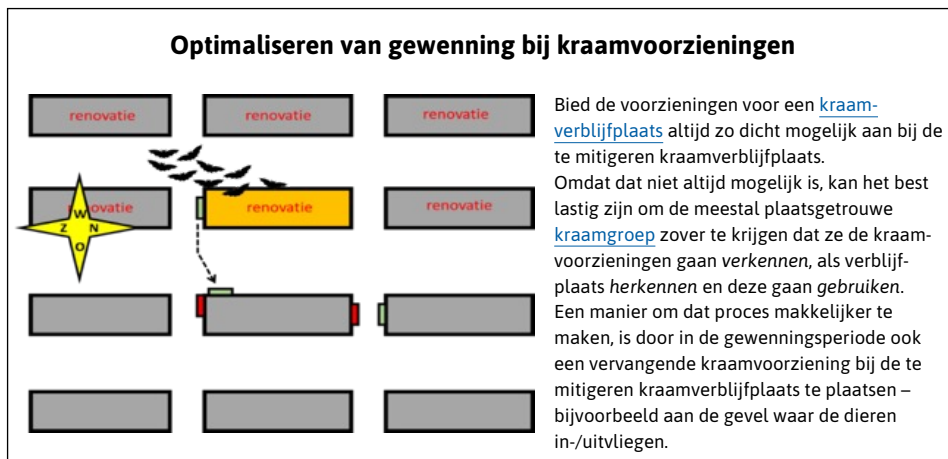 Optimaliseren van gewenning bij kraamvoorzieningen
renovatie
renovatie
renovatie
renovatie
renovatie
renovatie
W
Z N
O
Bied de voorzieningen voor een kraam-
verblijfplaats altijd zo dicht mogelijk aan bij de
te mitigeren kraamverblijfplaats.
Omdat dat niet altijd mogelijk is, kan het best
lastig zijn om de meestal plaatsgetrouwe
kraamgroep zover te krijgen dat ze de kraam-
voorzieningen gaan verkennen, als verblijf-
plaats herkennen en deze gaan gebruiken.
Een manier om dat proces makkelijker te
maken, is door in de gewenningsperiode ook
een vervangende kraamvoorziening bij de te
mitigeren kraamverblijfplaats te plaatsen –
bijvoorbeeld aan de gevel waar de dieren
in-/uitvliegen.